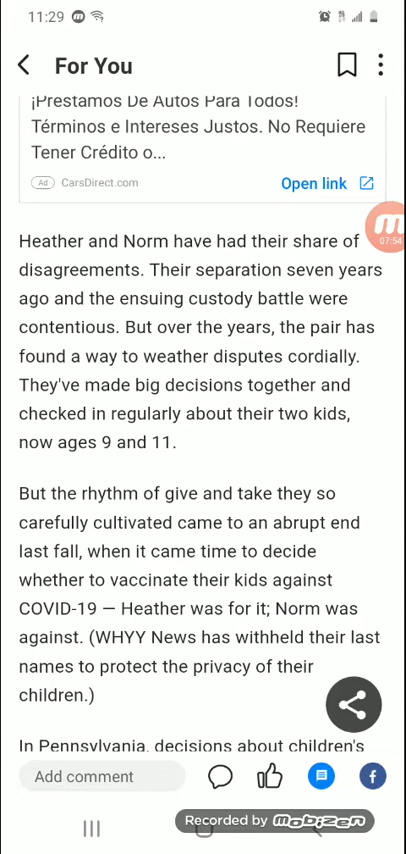 11:29
For You
¡Prestamos De Autos Para Todos!
Términos e Intereses Justos. No Requiere
Tener Crédito o...
Ad CarsDirect.com
Open link
07:54
Heather and Norm have had their share of
disagreements. Their separation seven years
ago and the ensuing custody battle were
contentious. But over the years, the pair has
found a way to weather disputes cordially.
They've made big decisions together and
checked in regularly about their two kids,
now ages 9 and 11.
But the rhythm of give and take they so
carefully cultivated came to an abrupt end
last fall, when it came time to decide
whether to vaccinate their kids against
COVID-19 — Heather was for it; Norm was
against. (WHYY News has withheld their last
names to protect the privacy of their
children.)
In Pennsylvania, decisions about children's
Add comment
Recorded by mobizen